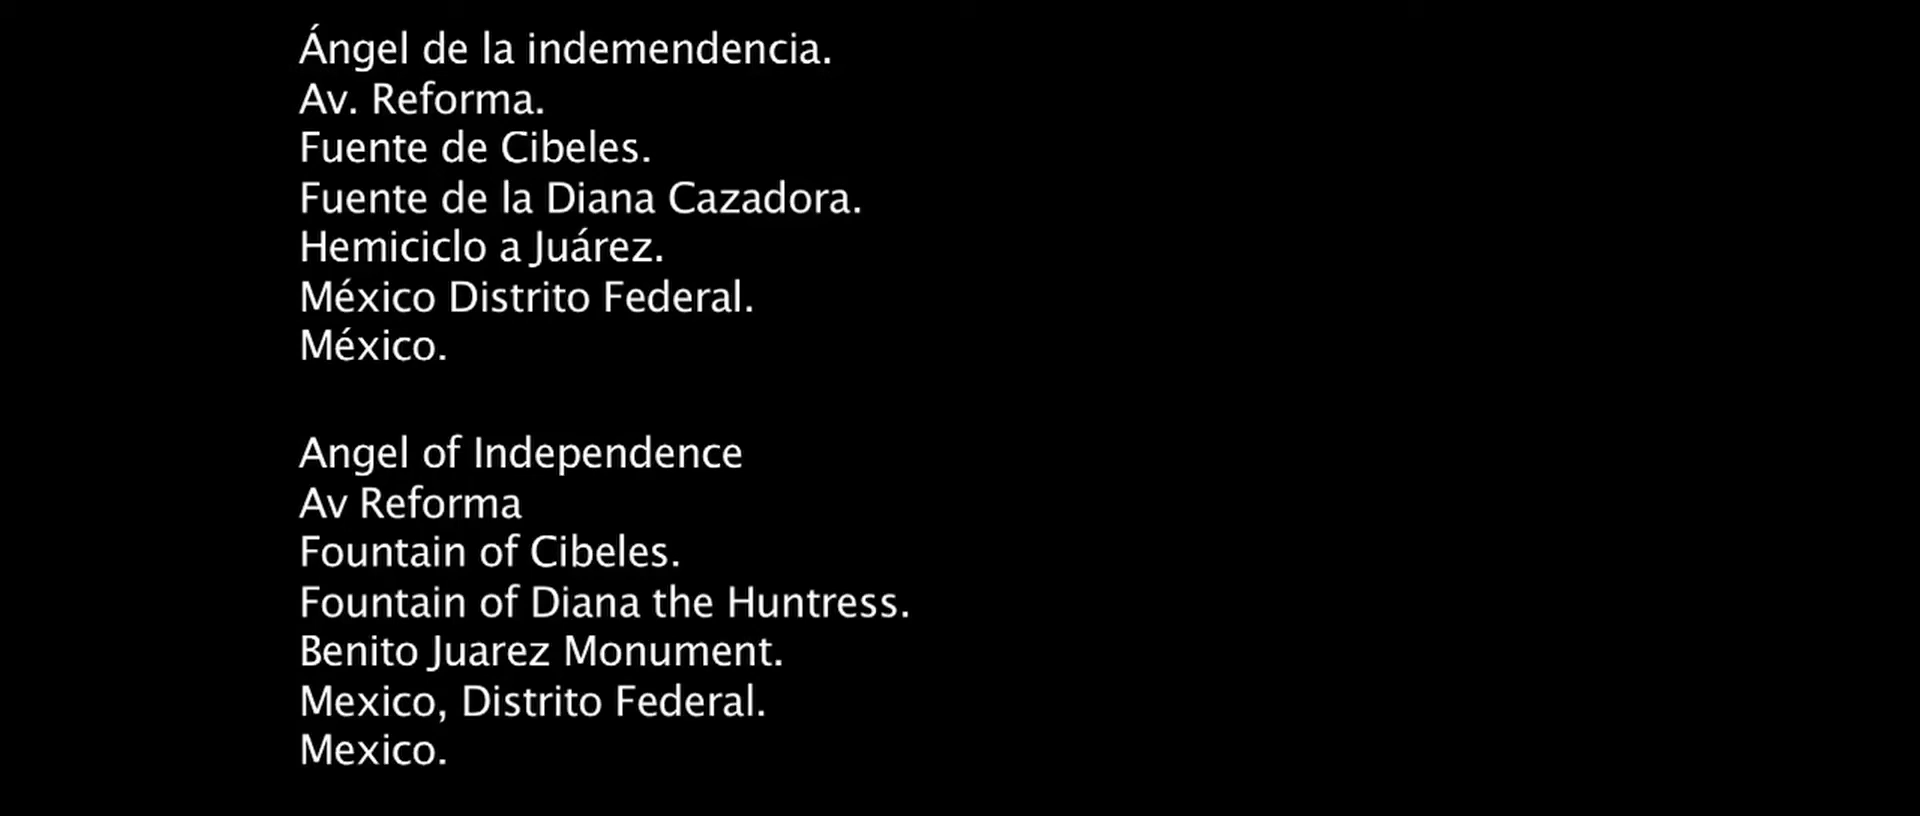 Ángel de la indemendencia.
Av. Reforma.
Fuente de Cibeles.
Fuente de la Diana Cazadora.
Hemiciclo a Juárez.
México Distrito Federal.
México.
Angel of Independence
Av Reforma
Fountain of Cibeles.
Fountain of Diana the Huntress.
Benito Juarez Monument.
Mexico, Distrito Federal.
Mexico.